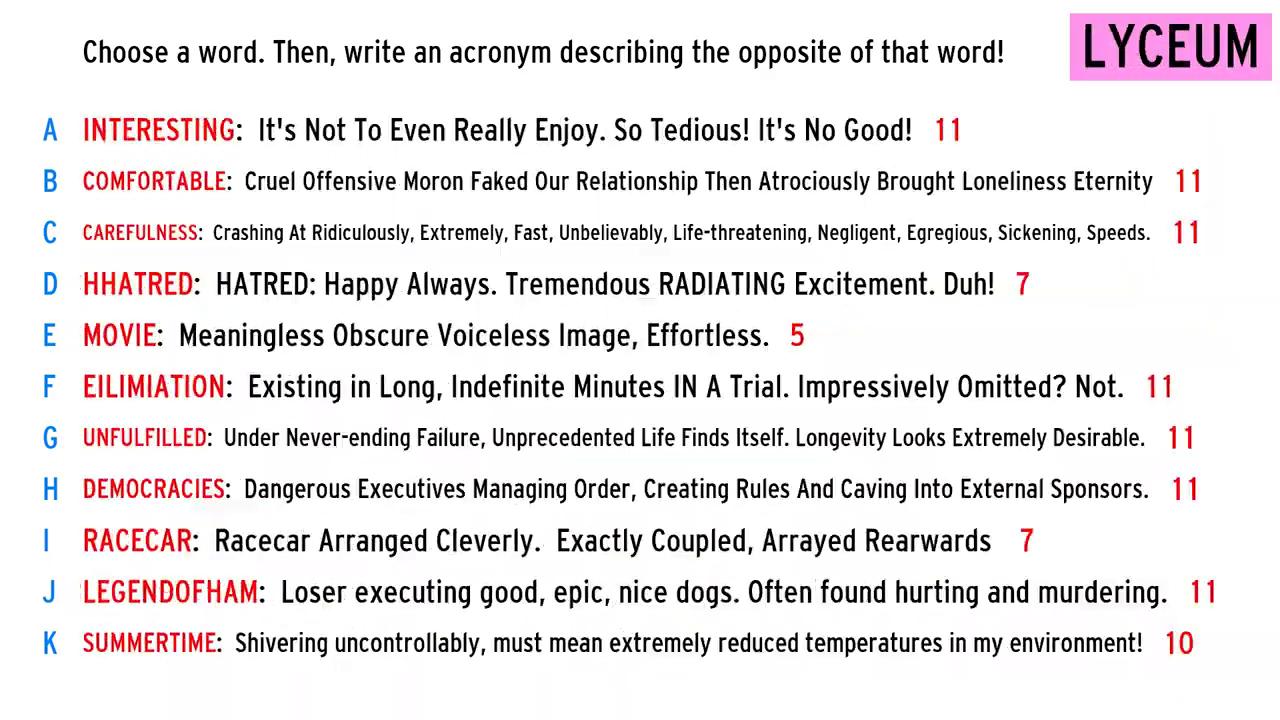 Choose a word. Then, write an acronym describing the opposite of that word!
LYCEUM
A INTERESTING: It's Not To Even Really Enjoy. So Tedious! It's No Good! 11
B COMFORTABLE: Cruel Offensive Moron Faked Our Relationship Then Atrociously Brought Loneliness Eternity 11
C CAREFULNESS: Crashing At Ridiculously, Extremely, Fast, Unbelievably, Life-threatening, Negligent, Egregious, Sickening, Speeds. 11
D HHATRED: HATRED: Happy Always. Tremendous RADIATING Excitement. Duh! 7
E MOVIE: Meaningless Obscure Voiceless Image, Effortless. 5
F EILIMIATION: Existing in Long, Indefinite Minutes IN A Trial. Impressively Omitted? Not. 11
G UNFULFILLED: Under Never-ending Failure, Unprecedented Life Finds Itself. Longevity Looks Extremely Desirable. 11
H DEMOCRACIES: Dangerous Executives Managing Order, Creating Rules And Caving Into External Sponsors. 11
I RACECAR: Racecar Arranged Cleverly. Exactly Coupled, Arrayed Rearwards 7
J LEGENDOFHAM: Loser executing good, epic, nice dogs. Often found hurting and murdering. 11
K SUMMERTIME: Shivering uncontrollably, must mean extremely reduced temperatures in my environment! 10